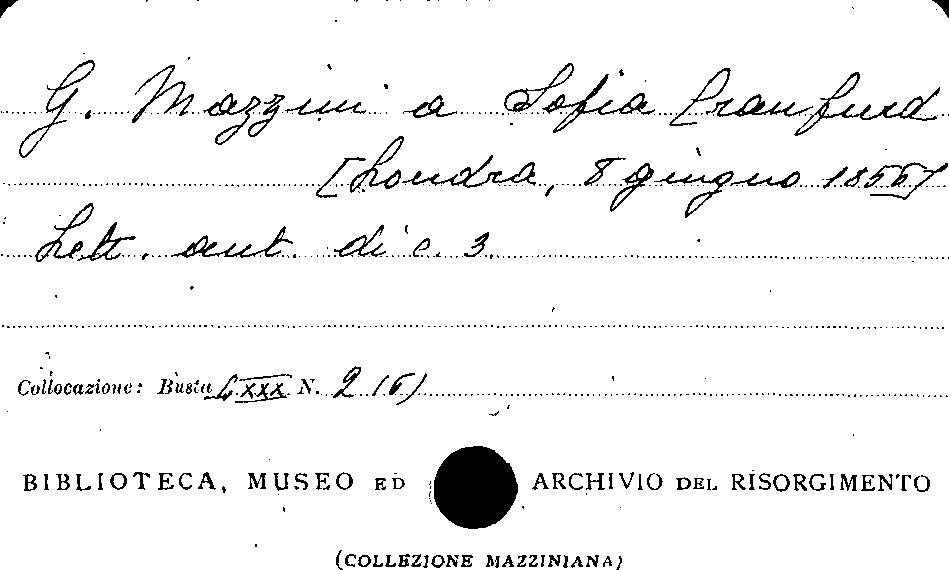 G. Mazzini a Sofia Craufurd
[Londra, 8 giugno 1856]
Lett. aut. di c. 3.
Collocazione: Busta LXXX N. 2 (6)
BIBLIOTECA, MUSEO ED ARCHIVIO DEL RISORGIMENTO
(COLLEZIONE MAZZINIANA)